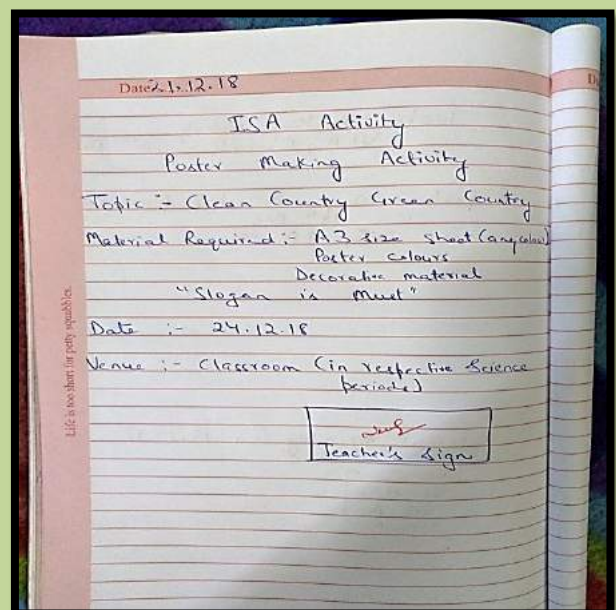 Date 21.12.18
ISA Activity
Poster Making Activity
Topic :- Clean Country Green Country
Material Required :- A3 size sheet (any colour)
Poster colours
Decorative material
"Slogan is must"
Date :- 24.12.18
Venue :- Classroom (in respective Science
periods)
Teacher's Sign
Life is too short for petty squabbles.
D